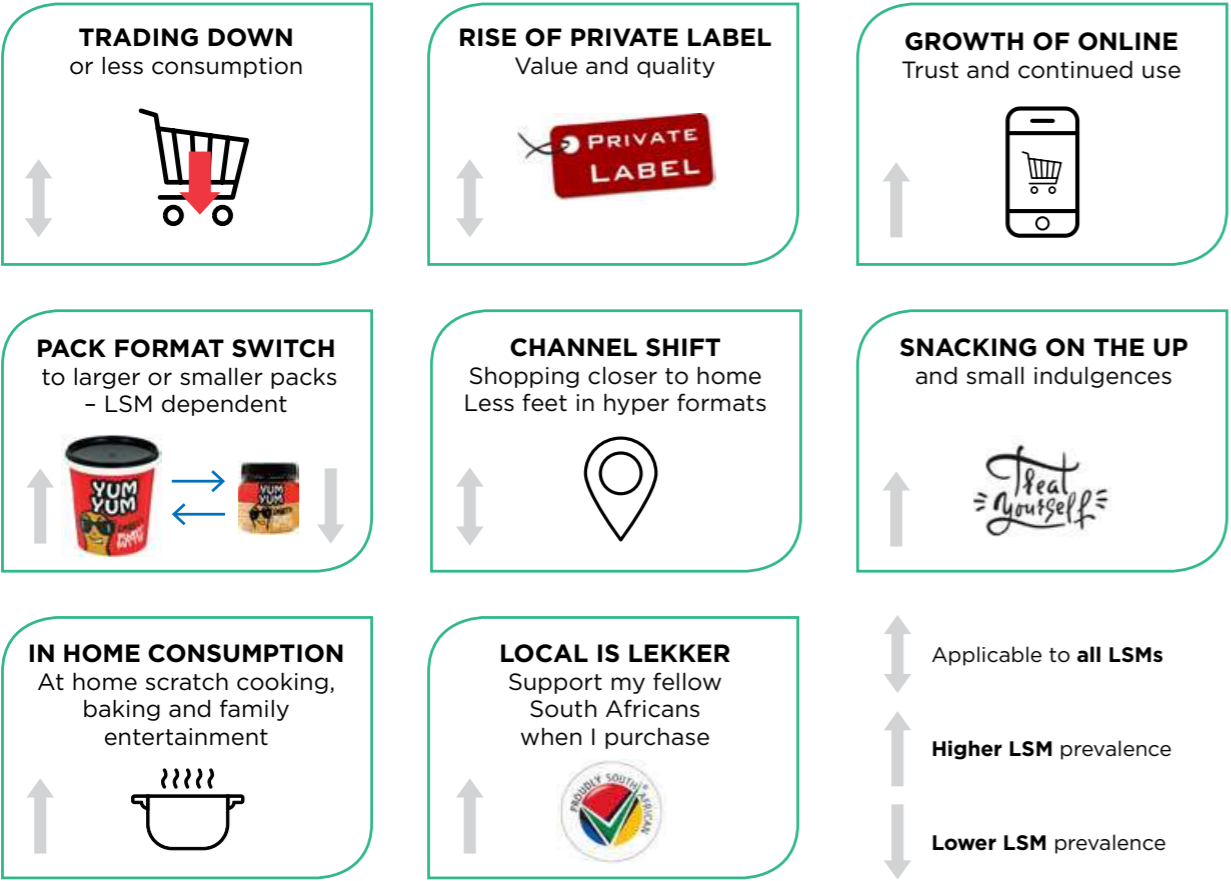 TRADING DOWN
or less consumption
RISE OF PRIVATE LABEL
Value and quality
PRIVATE
LABEL
GROWTH OF ONLINE
Trust and continued use
PACK FORMAT SWITCH
to larger or smaller packs
– LSM dependent
YUM
YUM
YUM
YUM
CHANNEL SHIFT
Shopping closer to home
Less feet in hyper formats
SNACKING ON THE UP
and small indulgences
Treat
yourself
IN HOME CONSUMPTION
At home scratch cooking,
baking and family
entertainment
LOCAL IS LEKKER
Support my fellow
South Africans
when I purchase
PROUDLY SOUTH AFRICAN
Applicable to all LSMs
Higher LSM prevalence
Lower LSM prevalence